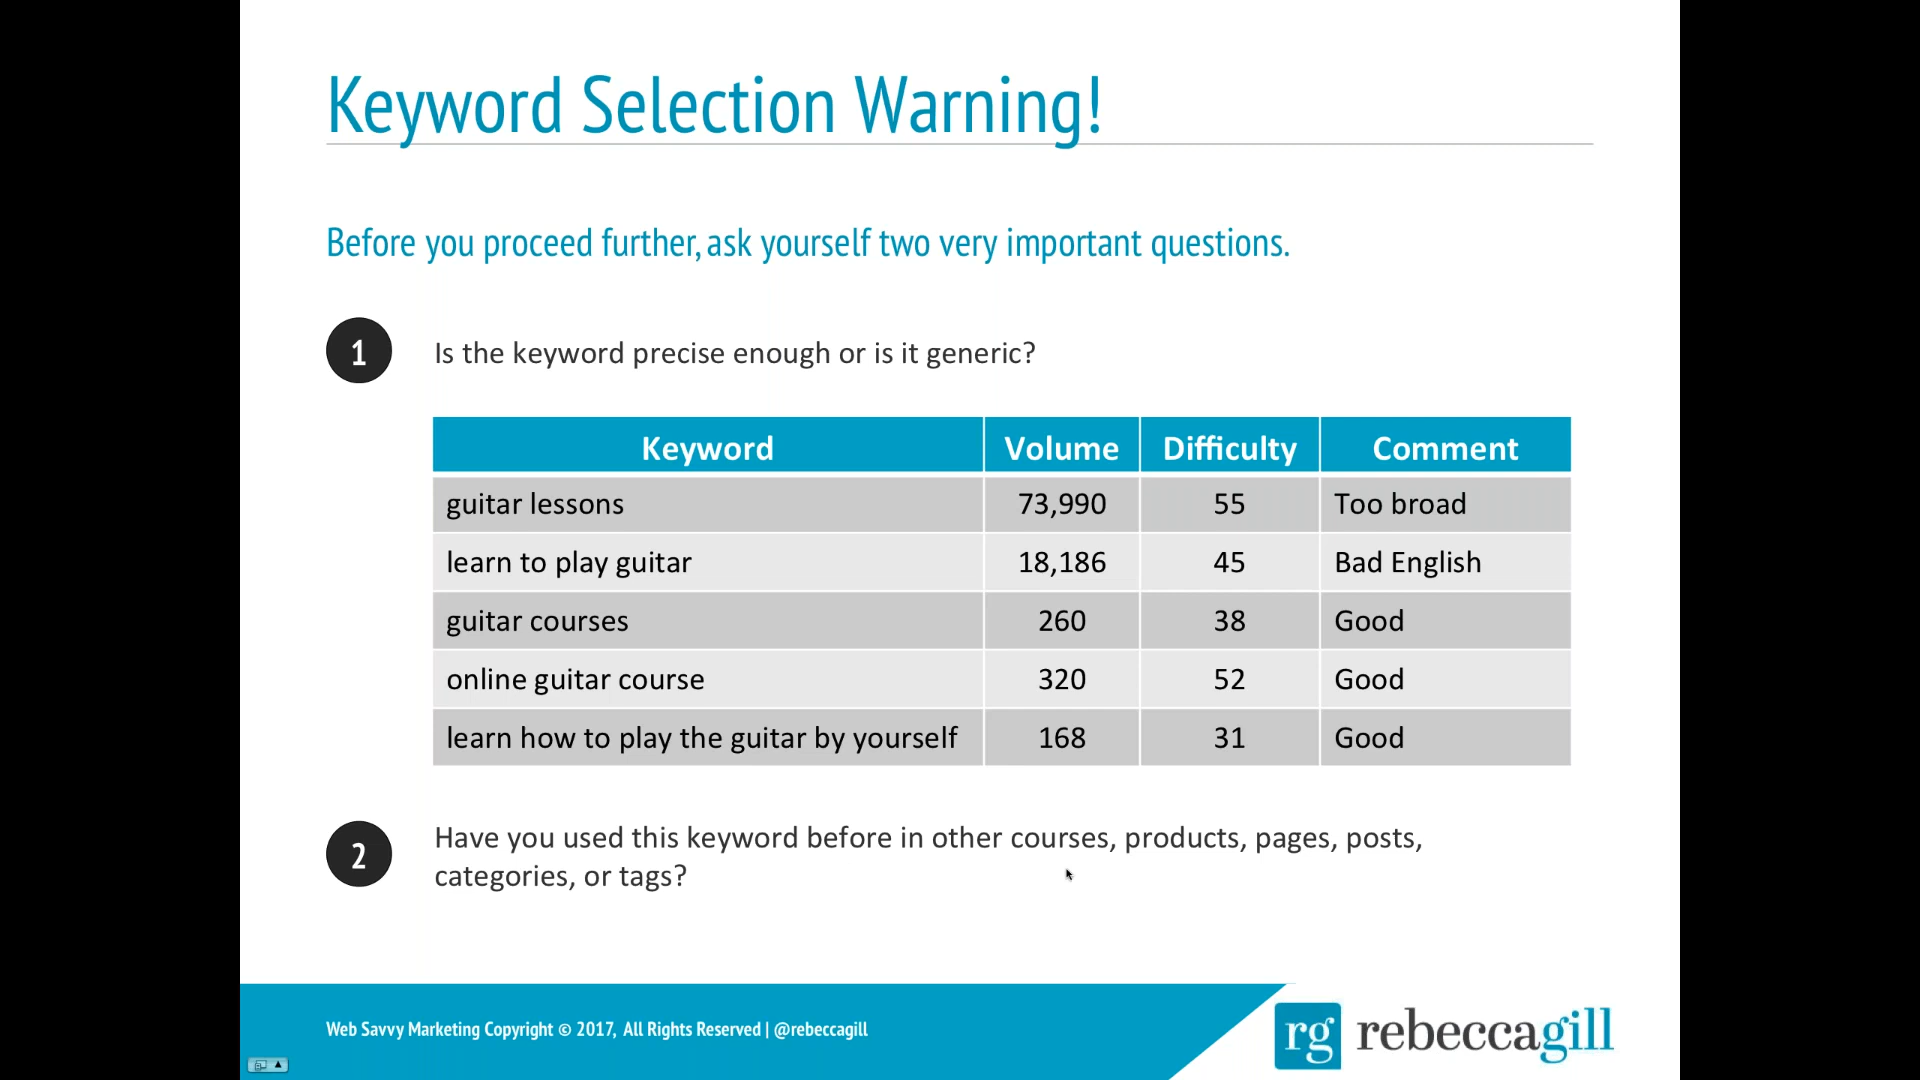 Keyword Selection Warning!
Before you proceed further, ask yourself two very important questions.
1 Is the keyword precise enough or is it generic?
Keyword Volume Difficulty Comment
guitar lessons 73,990 55 Too broad
learn to play guitar 18,186 45 Bad English
guitar courses 260 38 Good
online guitar course 320 52 Good
learn how to play the guitar by yourself 168 31 Good
2 Have you used this keyword before in other courses, products, pages, posts,
categories, or tags?
Web Savvy Marketing Copyright © 2017, All Rights Reserved | @rebeccagill
rg rebeccagill